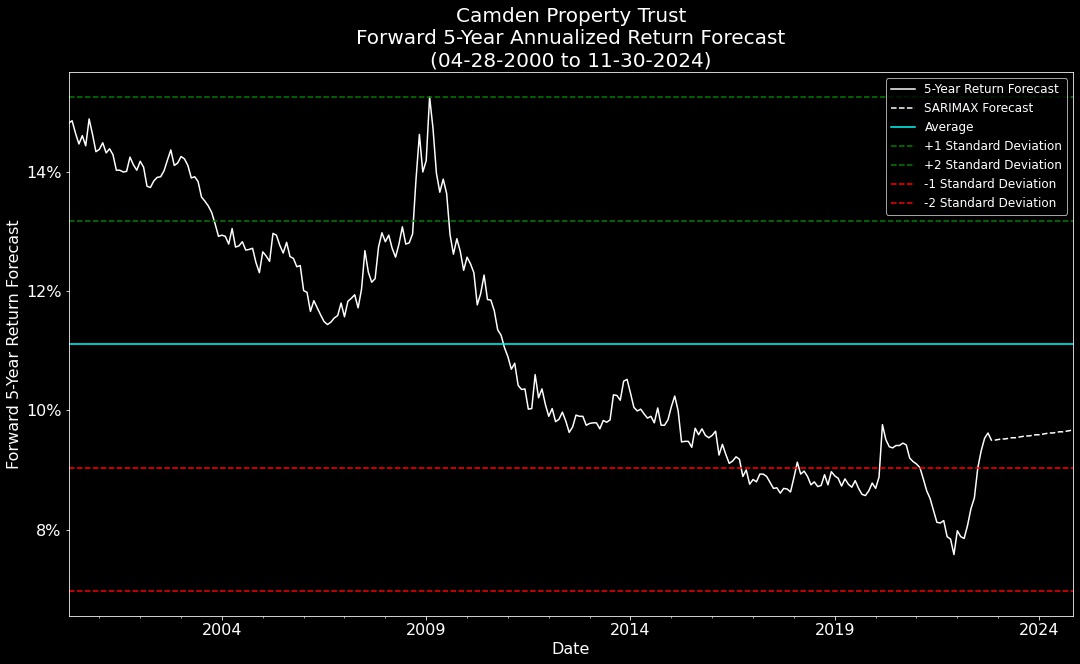 Camden Property Trust
Forward 5-Year Annualized Return Forecast
(04-28-2000 to 11-30-2024)
5-Year Return Forecast
SARIMAX Forecast
Average
+1 Standard Deviation
+2 Standard Deviation
-1 Standard Deviation
-2 Standard Deviation
Forward 5-Year Return Forecast
14%
12%
10%
8%
2004
2009
2014
2019
2024
Date